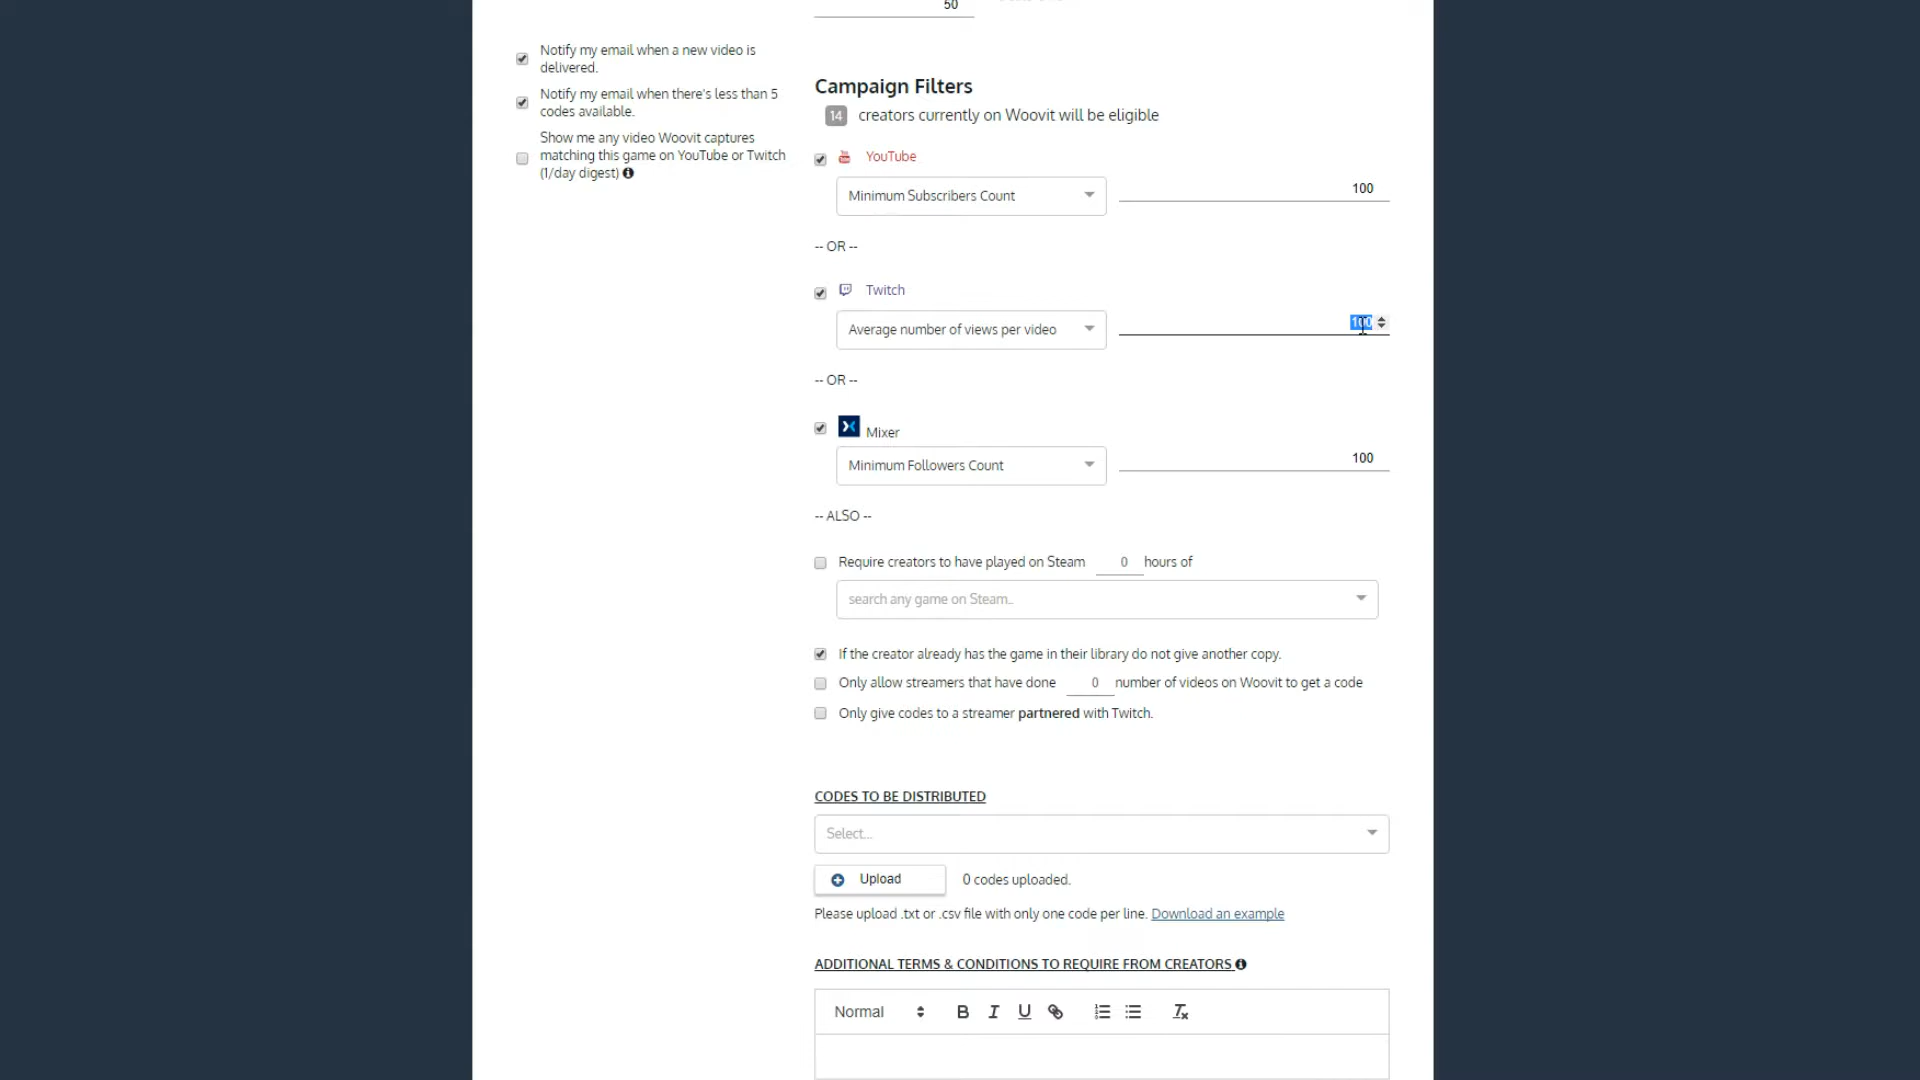 50
Notify my email when a new video is
delivered.
Notify my email when there's less than 5
codes available.
Show me any video Woovit captures
matching this game on YouTube or Twitch
(1/day digest)
Campaign Filters
14 creators currently on Woovit will be eligible
YouTube
Minimum Subscribers Count 100
-- OR --
Twitch
Average number of views per video 100
-- OR --
Mixer
Minimum Followers Count 100
-- ALSO --
Require creators to have played on Steam 0 hours of
search any game on Steam..
If the creator already has the game in their library do not give another copy.
Only allow streamers that have done 0 number of videos on Woovit to get a code
Only give codes to a streamer partnered with Twitch.
CODES TO BE DISTRIBUTED
Select...
Upload 0 codes uploaded.
Please upload .txt or .csv file with only one code per line. Download an example
ADDITIONAL TERMS & CONDITIONS TO REQUIRE FROM CREATORS
Normal B I U